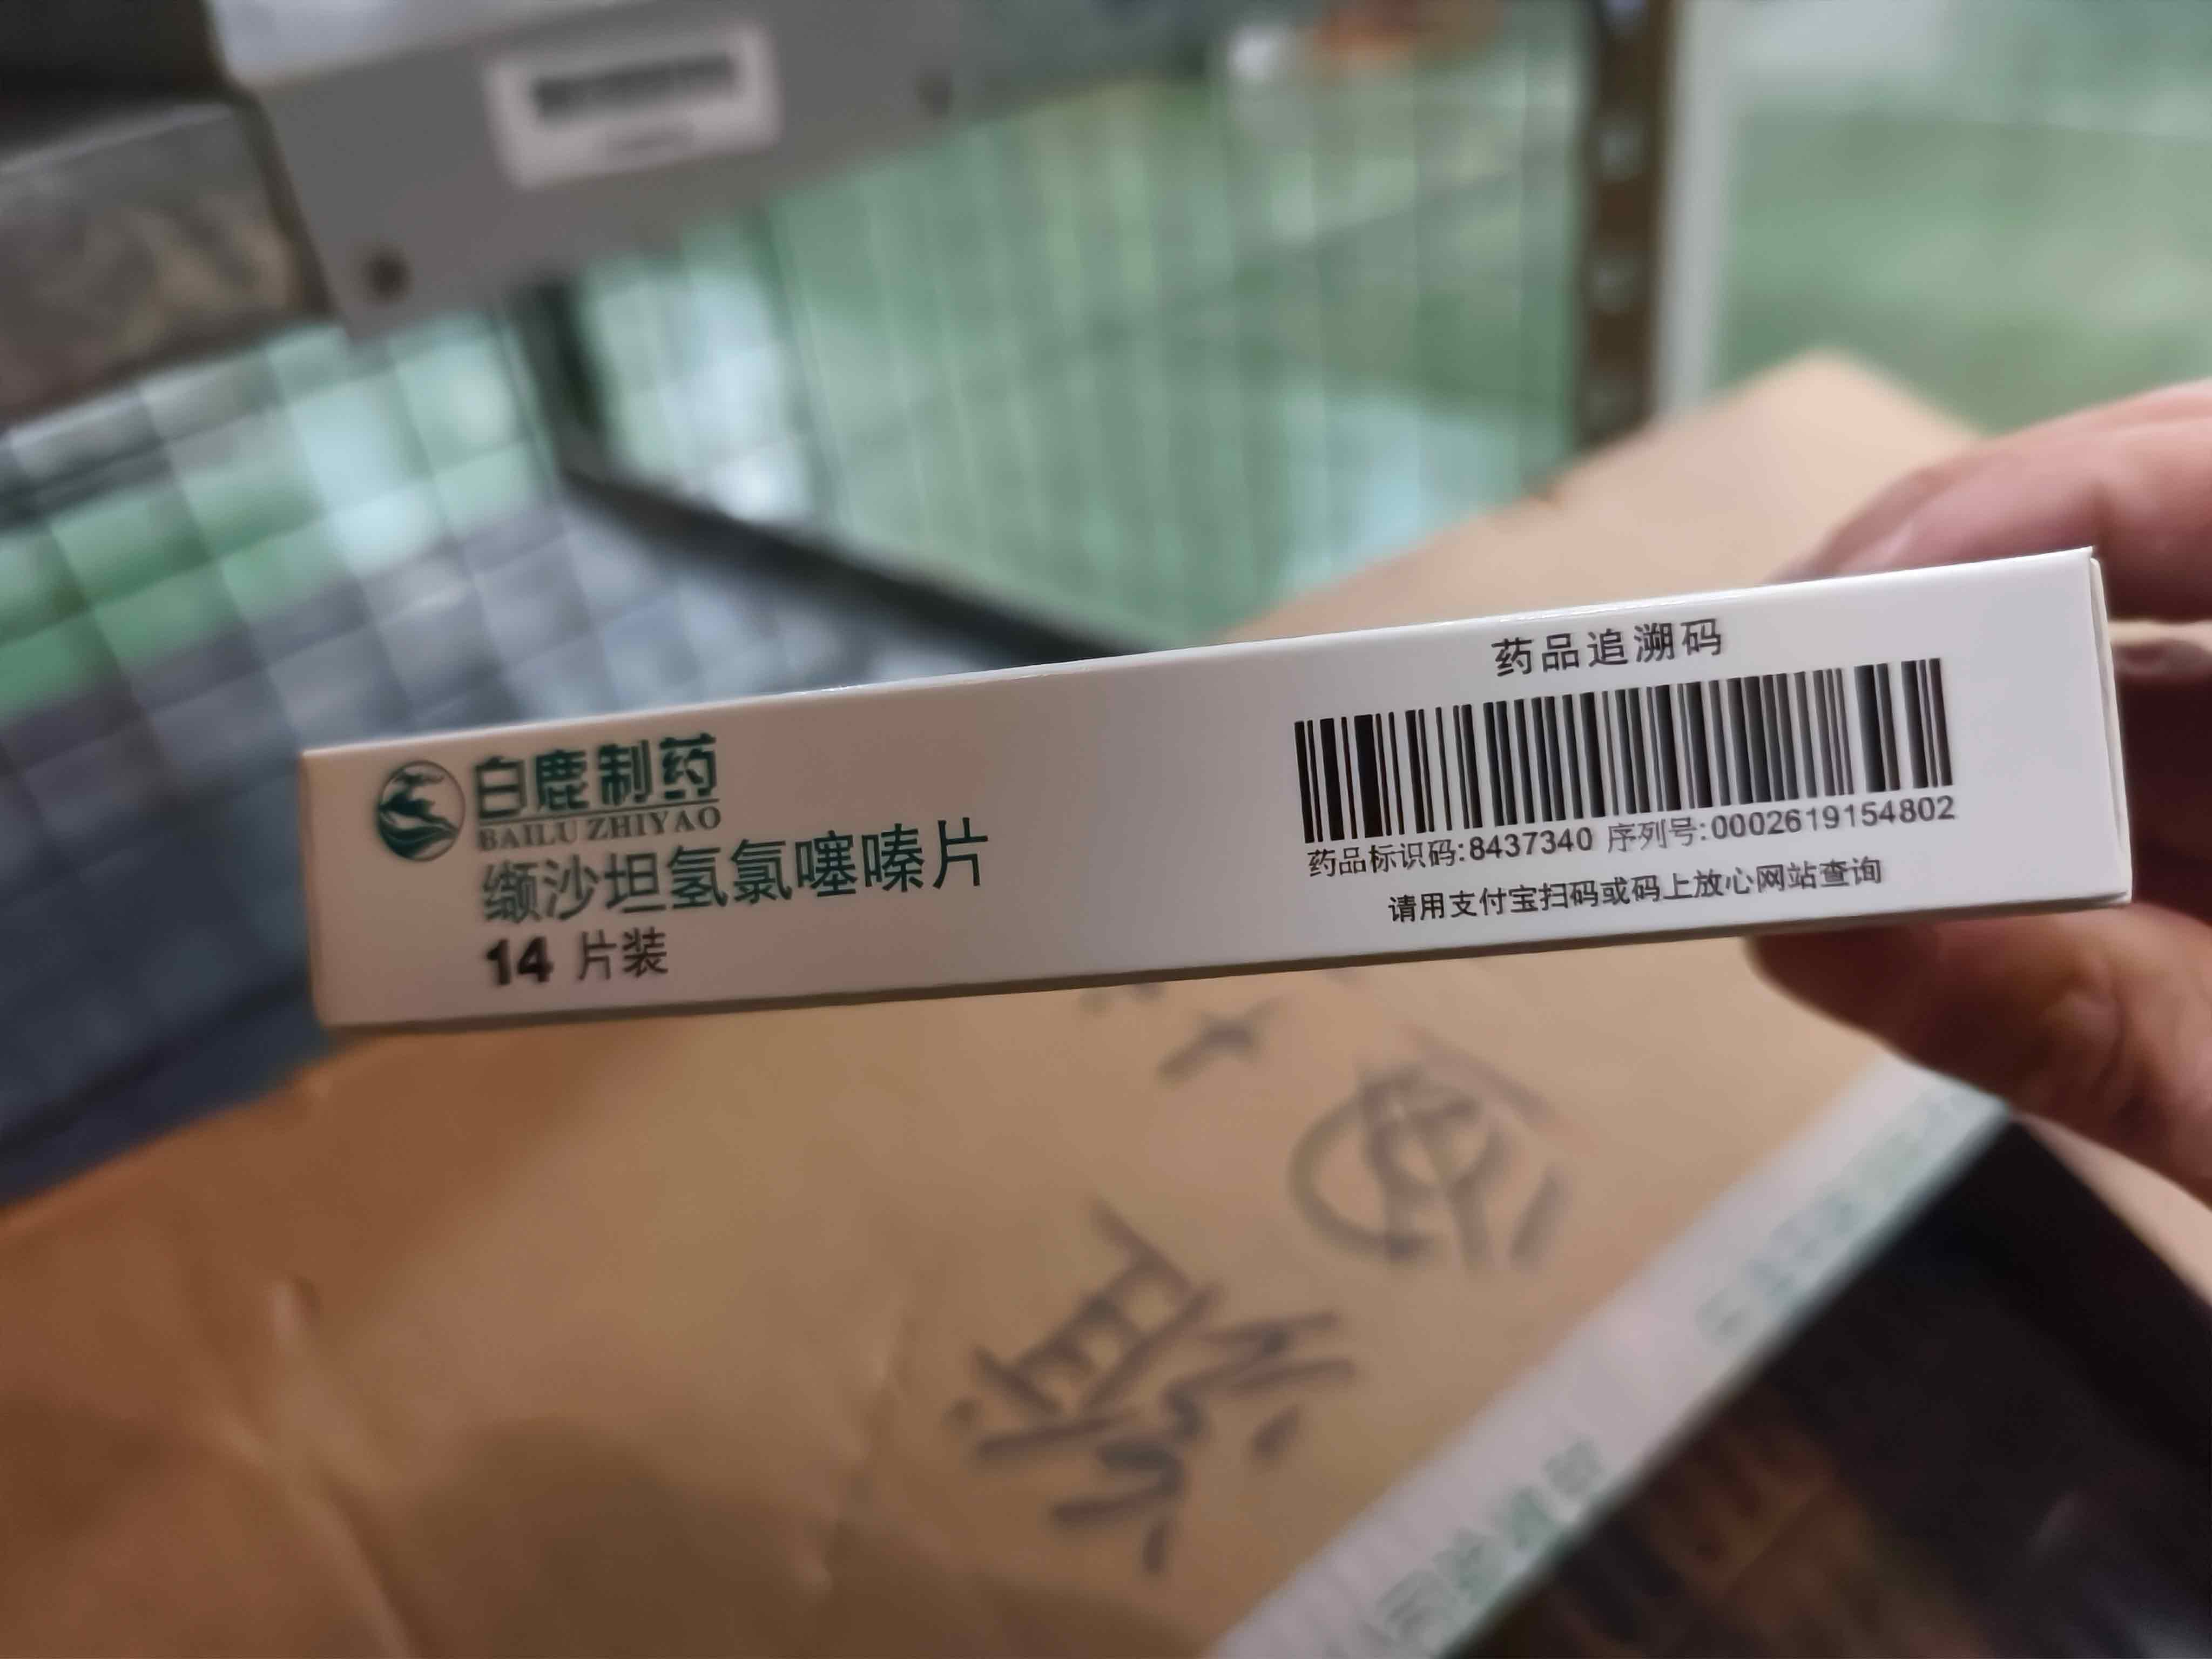 白鹿制药
BAILU ZHIYAO
缬沙坦氢氯噻嗪片
14 片装
药品追溯码
药品标识码:8437340 序列号:0002619154802
请用支付宝扫码或码上放心网站查询